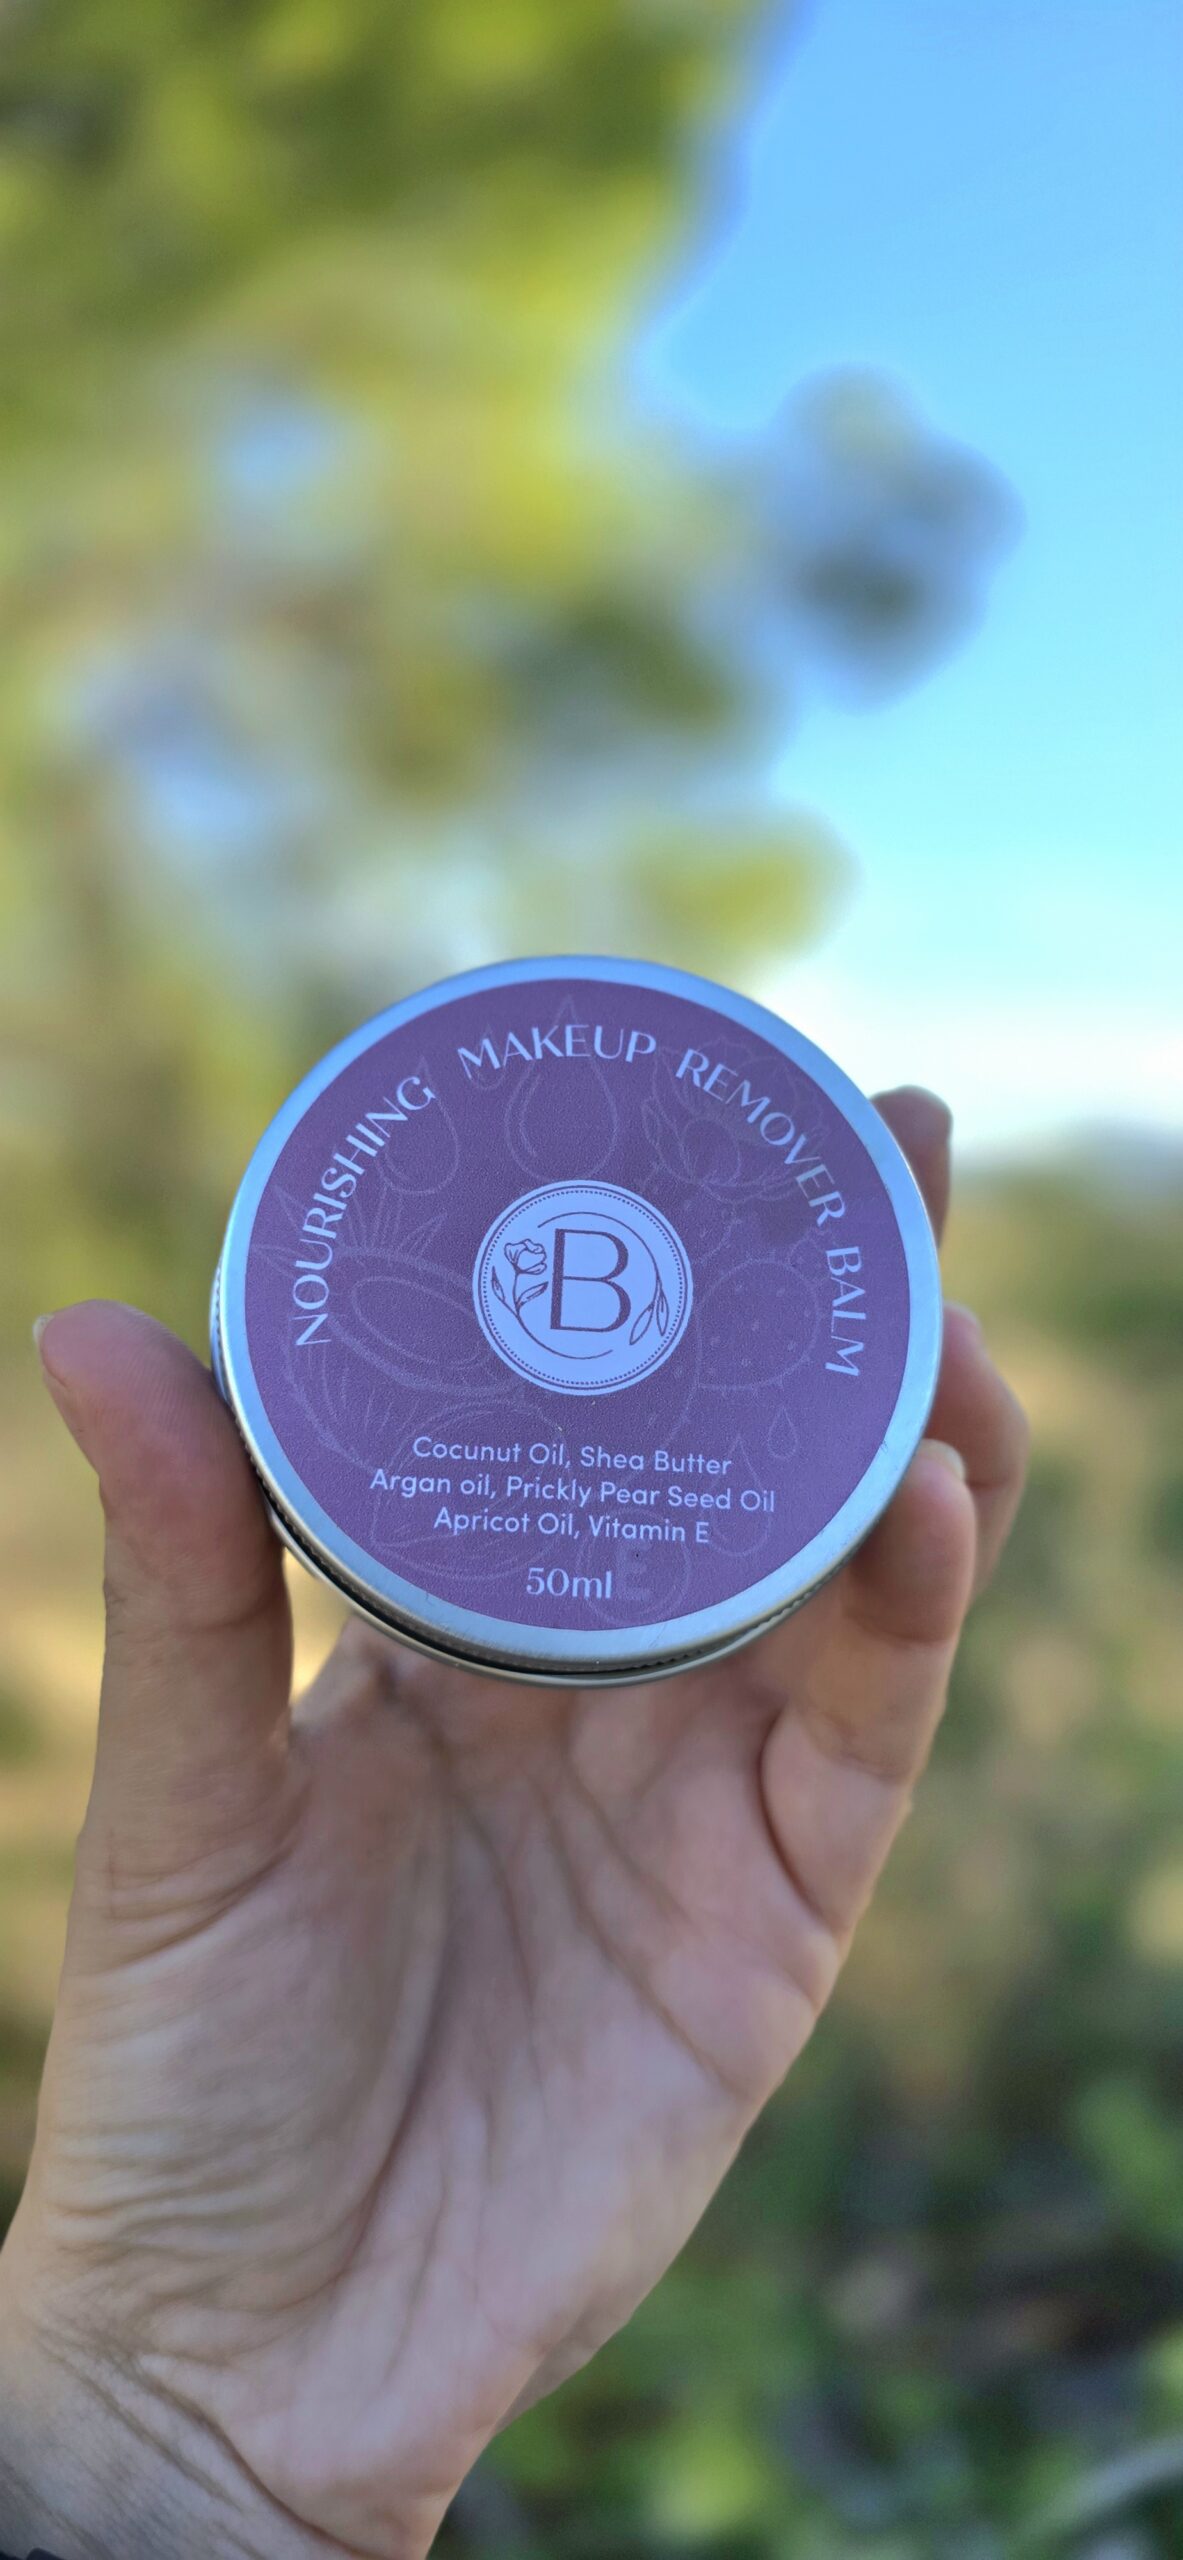 NOURISHING MAKEUP REMOVER BALM
B
Cocunut Oil, Shea Butter
Argan oil, Prickly Pear Seed Oil
Apricot Oil, Vitamin E
E
50ml